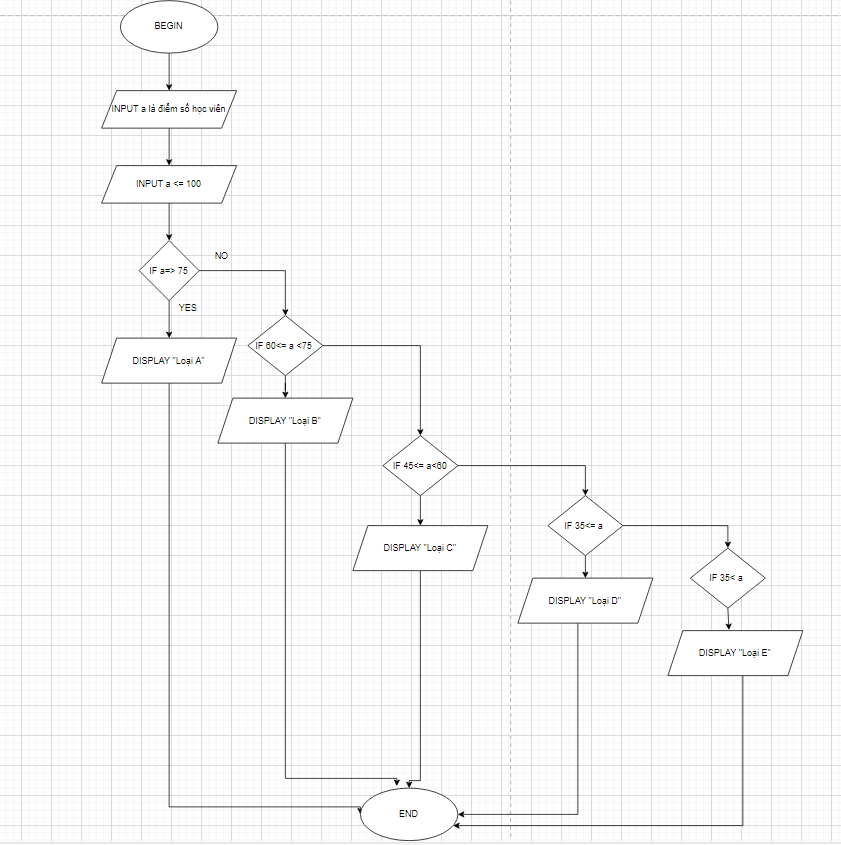 BEGIN
INPUT a là điểm số học viên
INPUT a <= 100
NO
IF a=> 75
YES
IF 60<= a <75
DISPLAY "Loại A"
DISPLAY "Loại B"
IF 45<= a<60
IF 35<= a
DISPLAY "Loại C"
IF 35< a
DISPLAY "Loại D"
DISPLAY "Loại E"
END